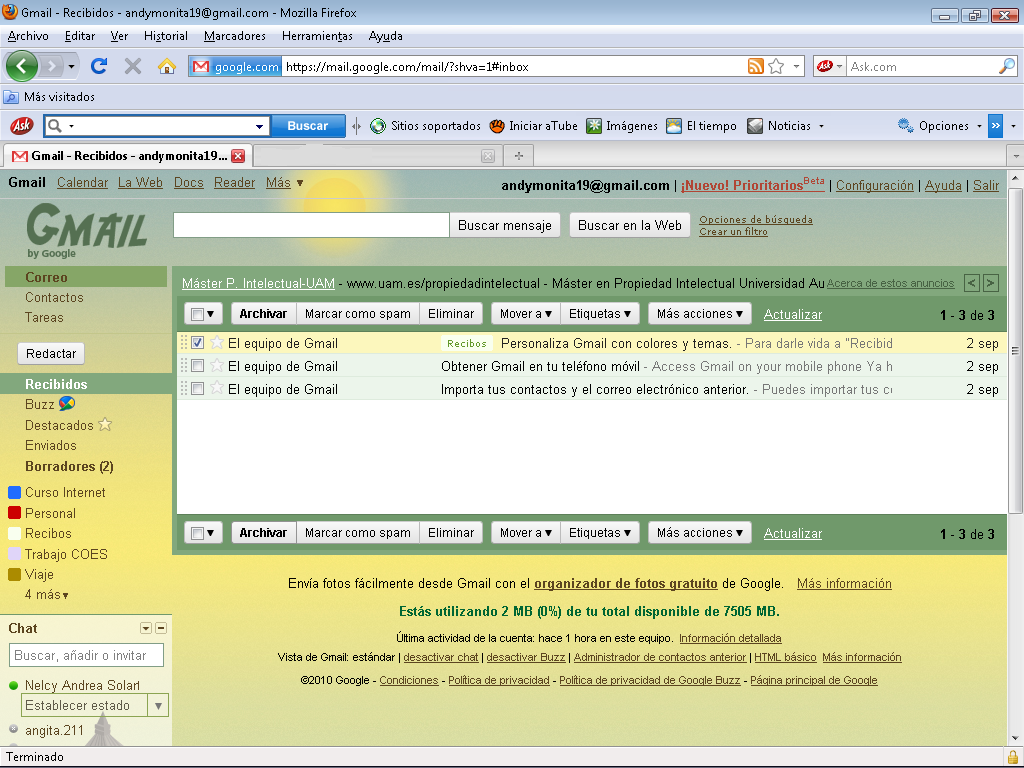 Gmail - Recibidos - andymonita19@gmail.com - Mozilla Firefox
Archivo Editar Ver Historial Marcadores Herramientas Ayuda
google.com https://mail.google.com/mail/?shva=1#inbox Ask Ask.com
Más visitados
Ask Buscar Sitios soportados Iniciar aTube Imágenes El tiempo Noticias Opciones »
Gmail - Recibidos - andymonita19...
Gmail Calendar La Web Docs Reader Más ▼ andymonita19@gmail.com | ¡Nuevo! Prioritarios Beta | Configuración | Ayuda | Salir
GMAIL
by Google
Buscar mensaje Buscar en la Web Opciones de búsqueda
Crear un filtro
Correo
Contactos
Tareas
Redactar
Recibidos
Buzz
Destacados
Enviados
Borradores (2)
Curso Internet
Personal
Recibos
Trabajo COES
Viaje
4 más▼
Chat
Buscar, añadir o invitar
Nelcy Andrea Solart
Establecer estado
angita.211
Máster P. Intelectual-UAM - www.uam.es/propiedadintelectual - Máster en Propiedad Intelectual Universidad Au Acerca de estos anuncios < >
Archivar Marcar como spam Eliminar Mover a ▼ Etiquetas ▼ Más acciones ▼ Actualizar 1 - 3 de 3
El equipo de Gmail Recibos Personaliza Gmail con colores y temas. - Para darle vida a "Recibid 2 sep
El equipo de Gmail Obtener Gmail en tu teléfono móvil - Access Gmail on your mobile phone Ya h 2 sep
El equipo de Gmail Importa tus contactos y el correo electrónico anterior. - Puedes importar tus c 2 sep
Archivar Marcar como spam Eliminar Mover a ▼ Etiquetas ▼ Más acciones ▼ Actualizar 1 - 3 de 3
Envía fotos fácilmente desde Gmail con el organizador de fotos gratuito de Google. Más información
Estás utilizando 2 MB (0%) de tu total disponible de 7505 MB.
Última actividad de la cuenta: hace 1 hora en este equipo. Información detallada
Vista de Gmail: estándar | desactivar chat | desactivar Buzz | Administrador de contactos anterior | HTML básico Más información
©2010 Google - Condiciones - Política de privacidad - Política de privacidad de Google Buzz - Página principal de Google
Terminado